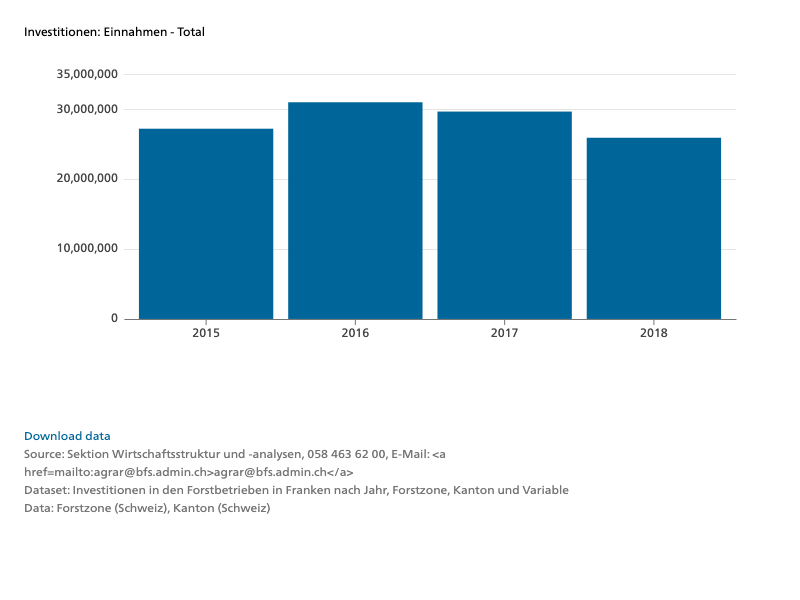 Investitionen: Einnahmen - Total
35,000,000
30,000,000
20,000,000
10,000,000
0
2015 2016 2017 2018
Download data
Source: Sektion Wirtschaftsstruktur und -analysen, 058 463 62 00, E-Mail: <a
href=mailto:agrar@bfs.admin.ch>agrar@bfs.admin.ch</a>
Dataset: Investitionen in den Forstbetrieben in Franken nach Jahr, Forstzone, Kanton und Variable
Data: Forstzone (Schweiz), Kanton (Schweiz)